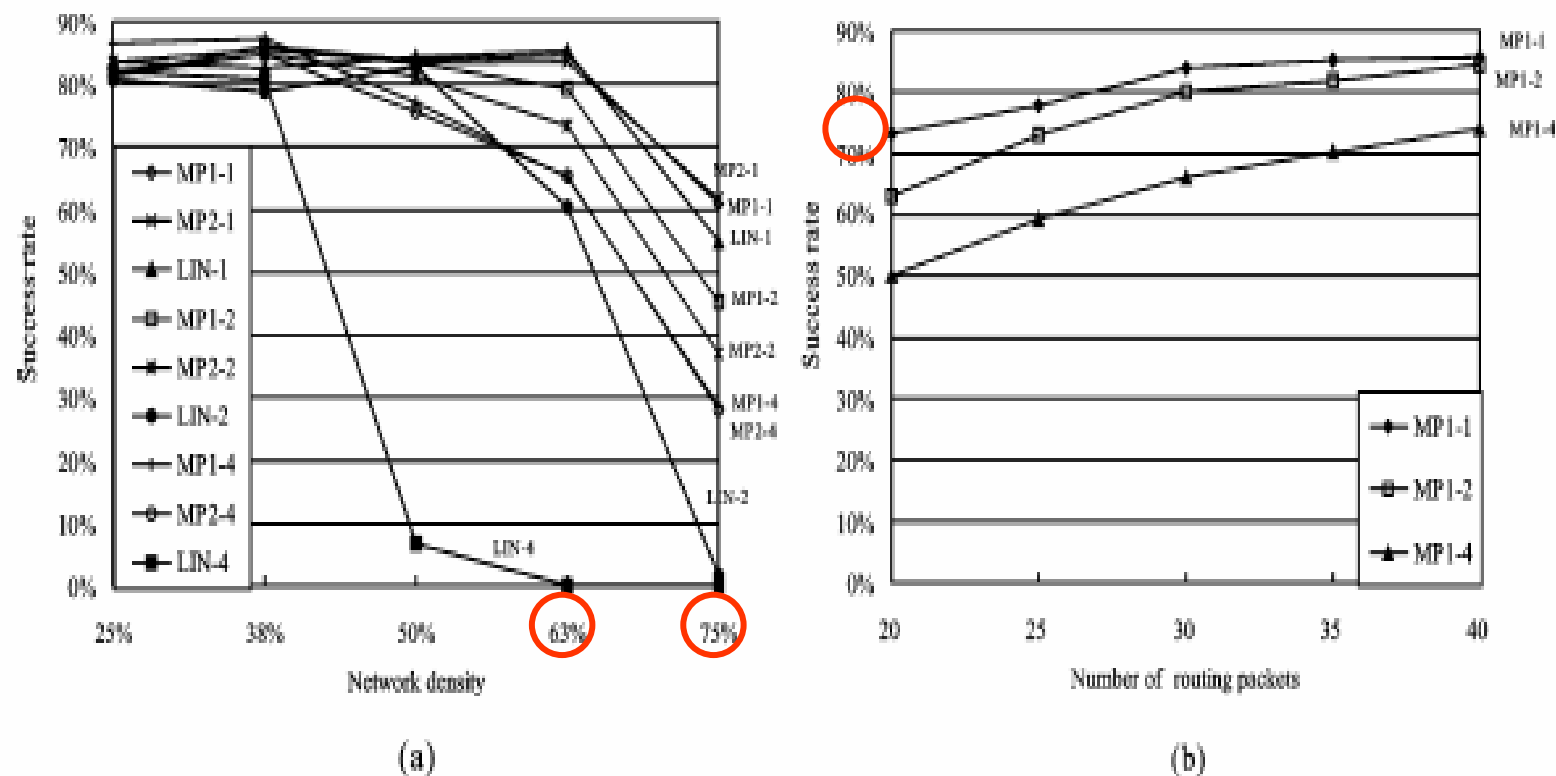 90%
80%
70%
60%
50%
40%
30%
20%
10%
0%
Success rate
MP1-1
MP2-1
LIN-1
MP1-2
MP2-2
LIN-2
MP1-4
MP2-4
LIN-4
MP2-1
MP1-1
LIN-1
MP1-2
MP2-2
MP1-4
MP2-4
LIN-2
LIN-4
25%
38%
50%
63%
75%
Network density
(a)
90%
80%
70%
60%
50%
40%
30%
20%
10%
0%
Success rate
MP1-1
MP1-2
MP1-4
MP1-1
MP1-2
MP1-4
20
25
30
35
40
Number of routing packets
(b)